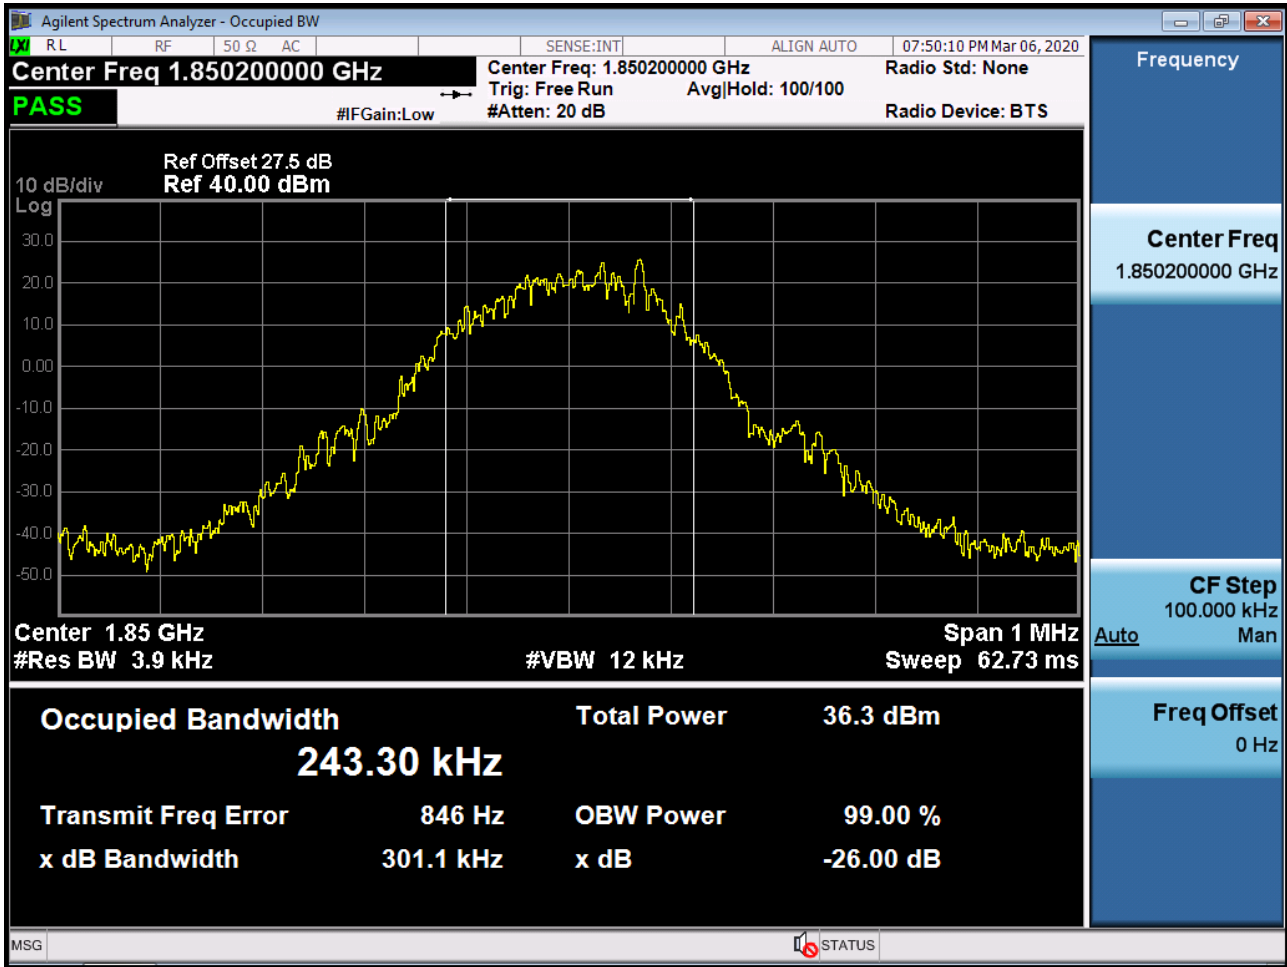 Agilent Spectrum Analyzer - Occupied BW
LXI RL RF 50 Ω AC SENSE:INT ALIGN AUTO 07:50:10 PM Mar 06, 2020
Center Freq 1.850200000 GHz
Center Freq: 1.850200000 GHz
Radio Std: None
Trig: Free Run
Avg|Hold: 100/100
PASS
#IFGain:Low
#Atten: 20 dB
Radio Device: BTS
Ref Offset 27.5 dB
10 dB/div
Ref 40.00 dBm
Log
30.0
20.0
10.0
0.00
-10.0
-20.0
-30.0
-40.0
-50.0
Center 1.85 GHz
Span 1 MHz
#Res BW 3.9 kHz
#VBW 12 kHz
Sweep 62.73 ms
Occupied Bandwidth
243.30 kHz
Total Power 36.3 dBm
Transmit Freq Error 846 Hz
OBW Power 99.00 %
x dB Bandwidth 301.1 kHz
x dB -26.00 dB
MSG
STATUS
Frequency
Center Freq
1.850200000 GHz
CF Step
100.000 kHz
Auto Man
Freq Offset
0 Hz